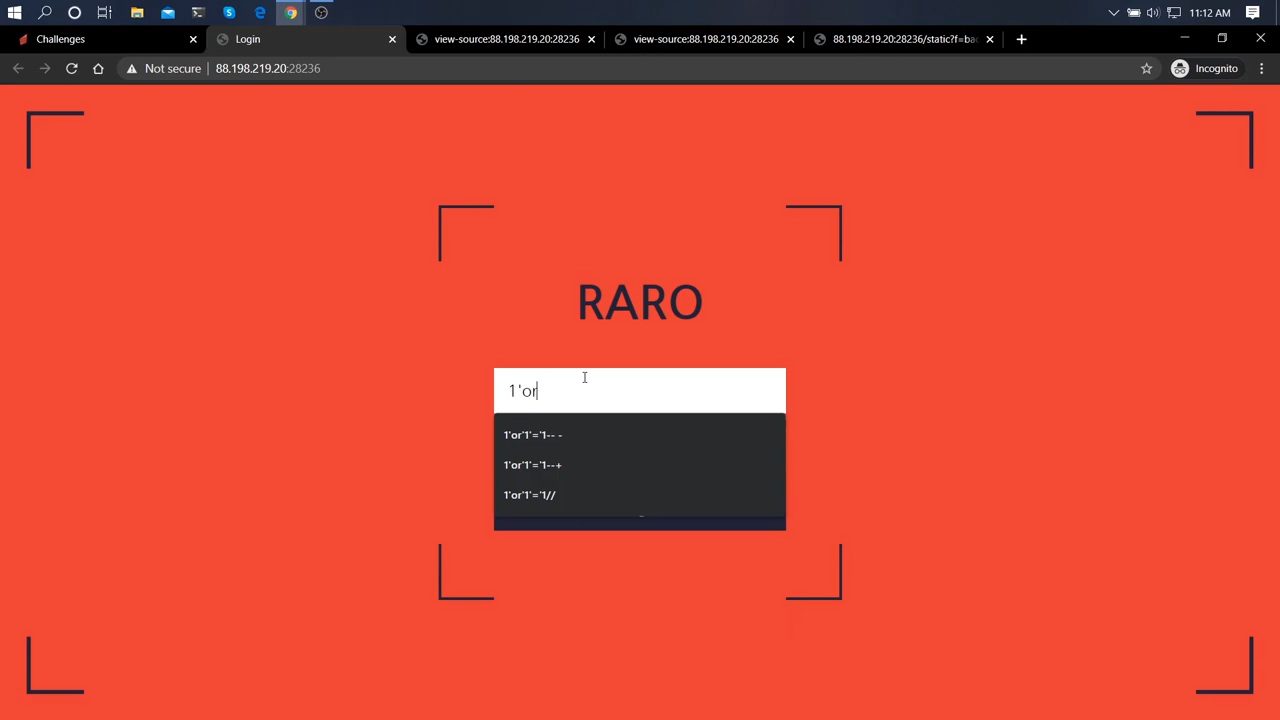 11:12 AM
Challenges
Login
view-source:88.198.219.20:28236
view-source:88.198.219.20:28236
88.198.219.20:28236/static?f=bac
Not secure
88.198.219.20:28236
Incognito
RARO
1'or
1'or'1'='1-- -
1'or'1'='1--+
1'or'1'='1//